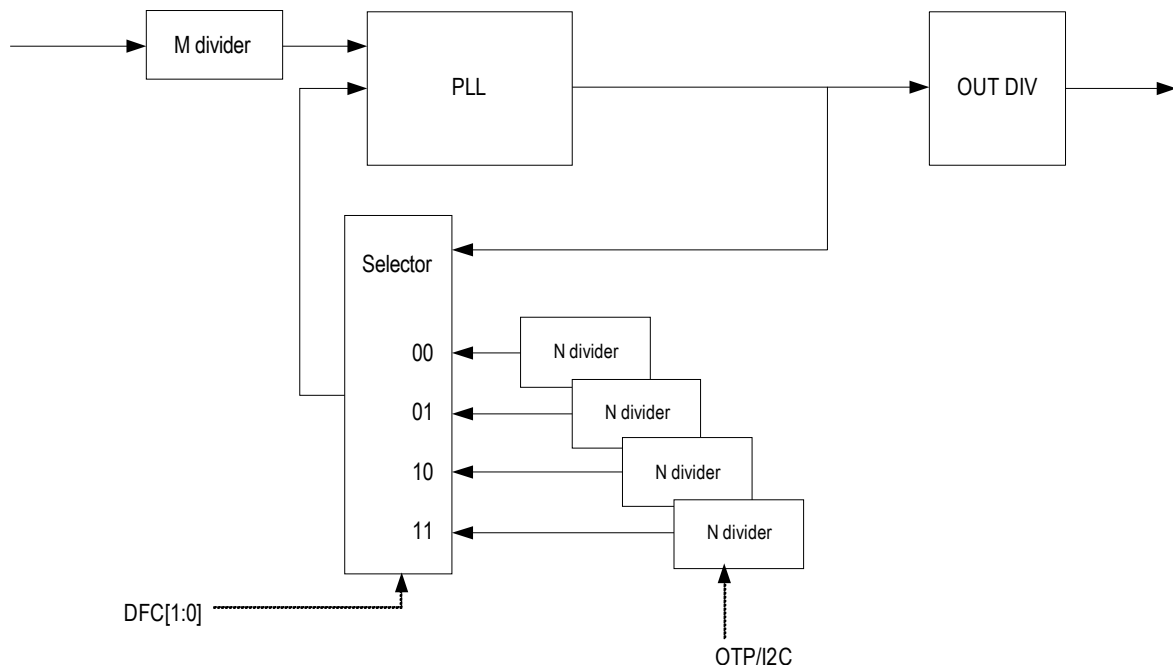 M divider
PLL
OUT DIV
Selector
00
N divider
01
N divider
10
N divider
11
N divider
DFC[1:0]
OTP/I2C